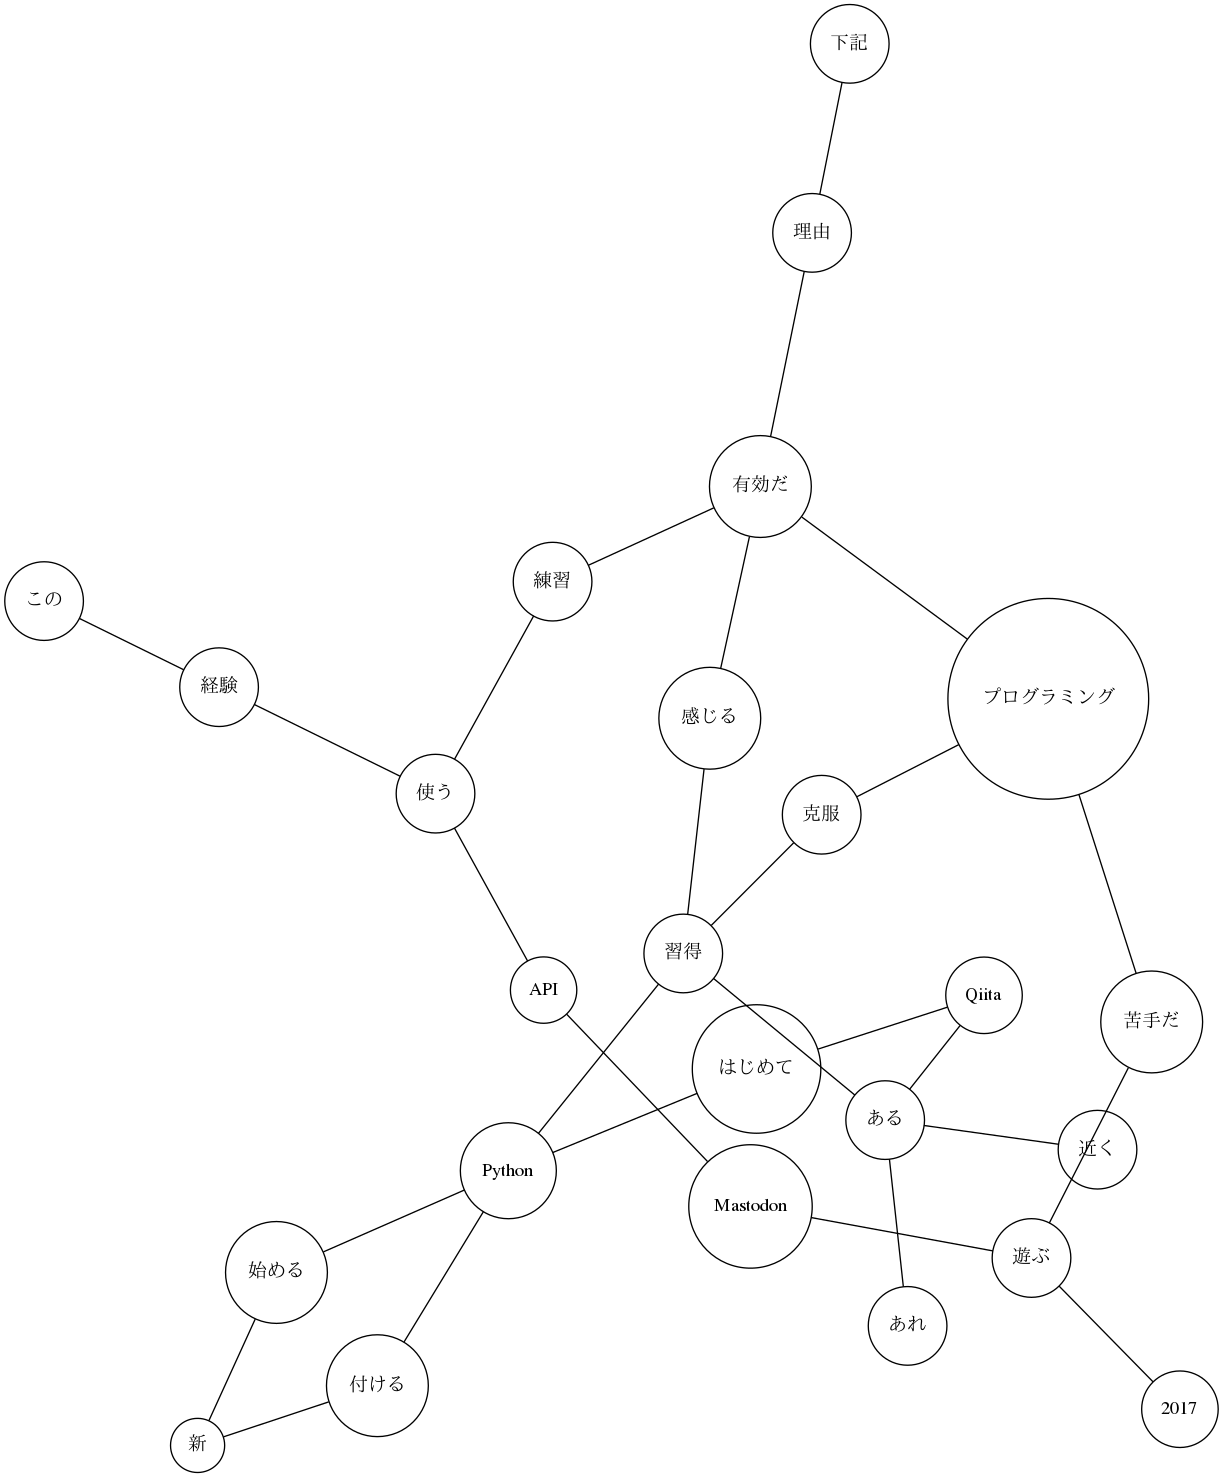 下記
理由
有効だ
練習
この
経験
感じる
プログラミング
使う
克服
習得
API
Qiita
苦手だ
はじめて
ある
近く
Python
Mastodon
遊ぶ
始める
あれ
付ける
2017
新